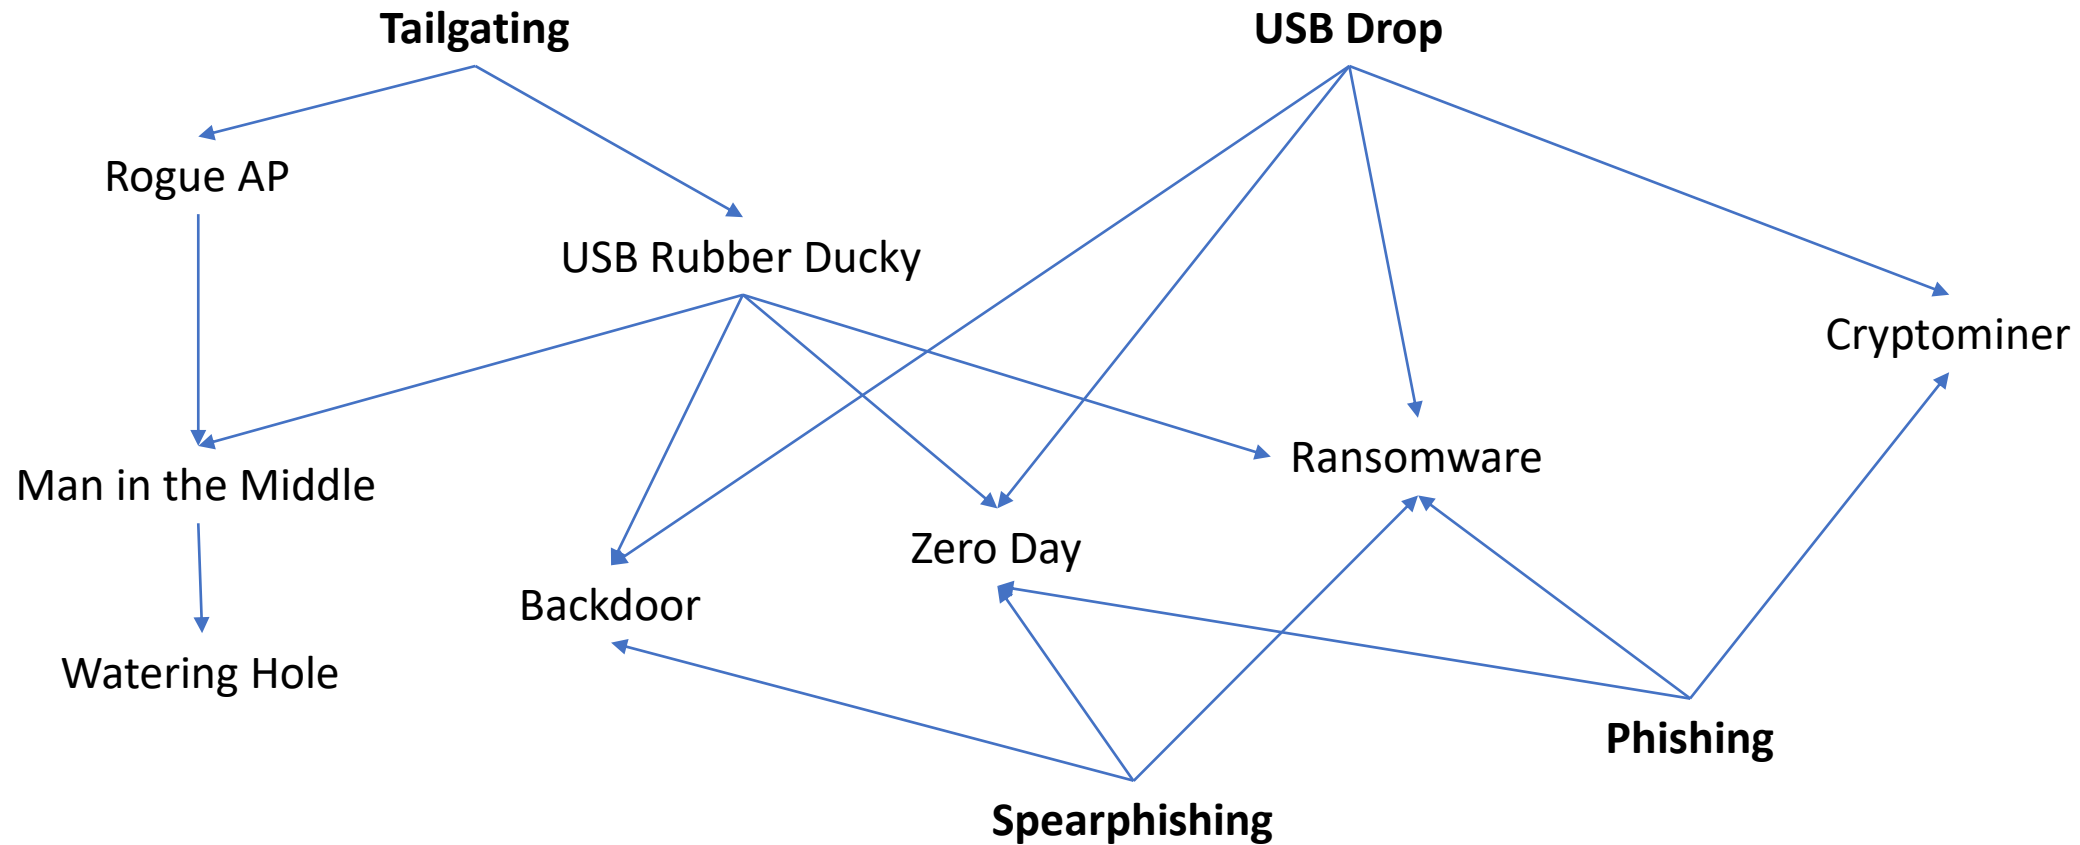 Tailgating
USB Drop
Rogue AP
USB Rubber Ducky
Cryptominer
Ransomware
Man in the Middle
Zero Day
Backdoor
Watering Hole
Phishing
Spearphishing